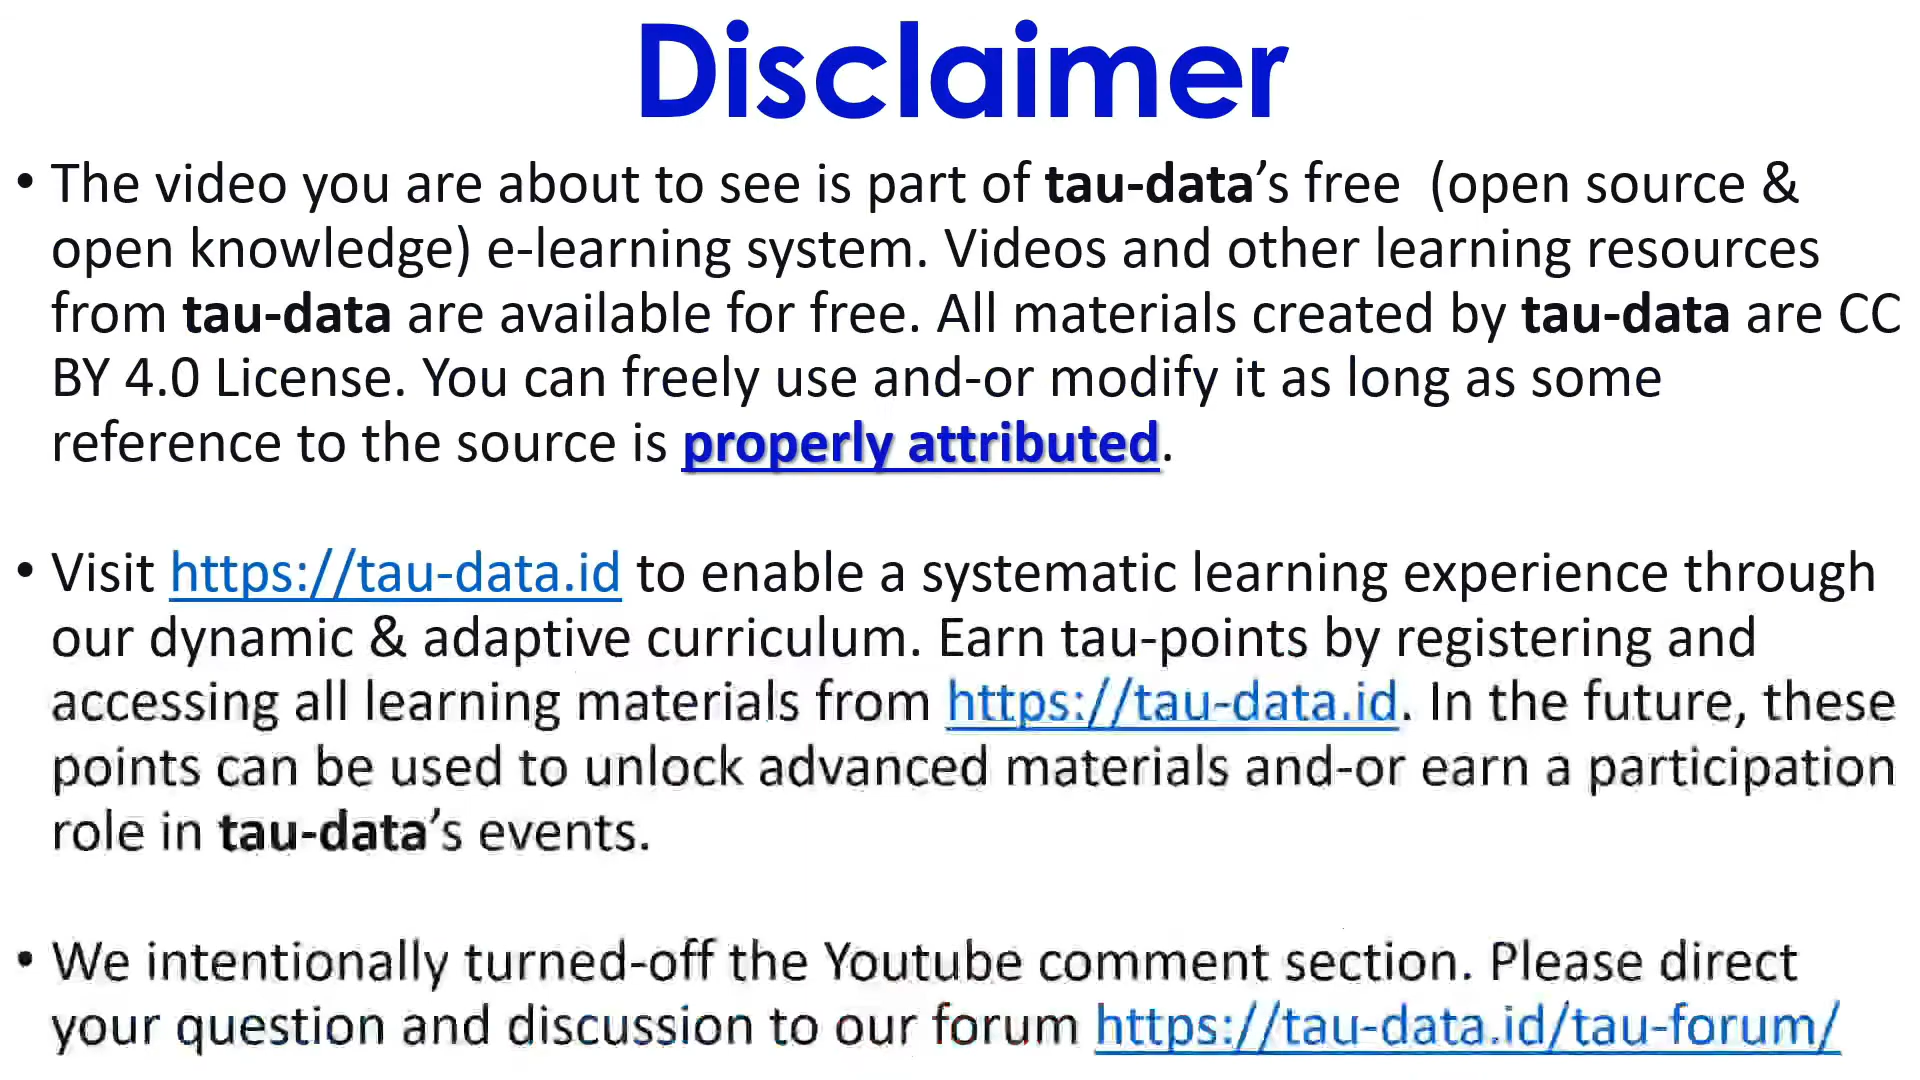 Disclaimer
• The video you are about to see is part of tau-data’s free  (open source &
open knowledge) e-learning system. Videos and other learning resources
from tau-data are available for free. All materials created by tau-data are CC
BY 4.0 License. You can freely use and-or modify it as long as some
reference to the source is properly attributed.
• Visit https://tau-data.id to enable a systematic learning experience through
our dynamic & adaptive curriculum. Earn tau-points by registering and
accessing all learning materials from https://tau-data.id. In the future, these
points can be used to unlock advanced materials and-or earn a participation
role in tau-data’s events.
• We intentionally turned-off the Youtube comment section. Please direct
your question and discussion to our forum https://tau-data.id/tau-forum/